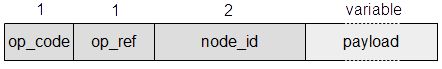 1 1 2 variable
op_code op_ref node_id payload